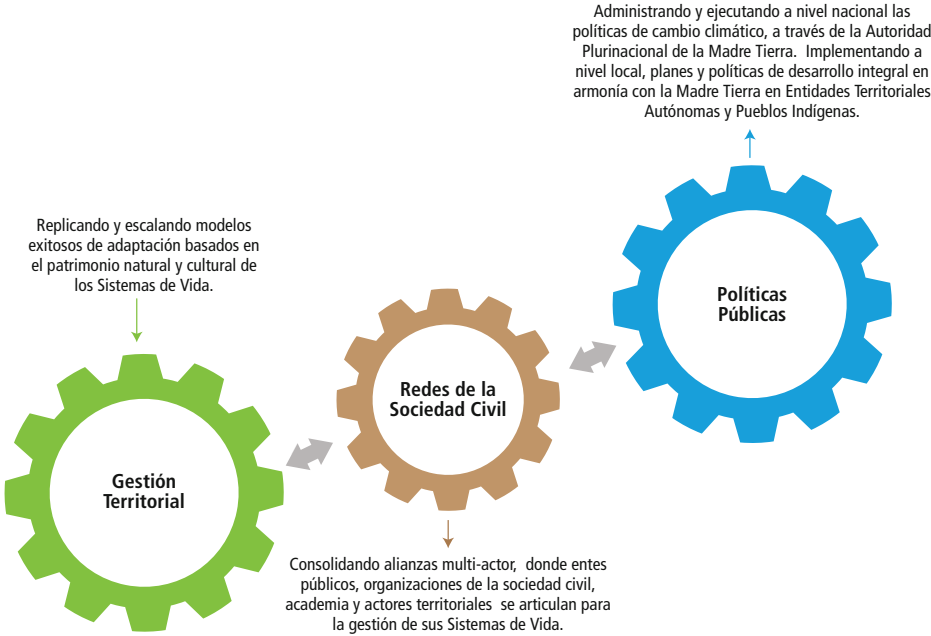 Administrando y ejecutando a nivel nacional las
políticas de cambio climático, a través de la Autoridad
Plurinacional de la Madre Tierra.  Implementando a
nivel local, planes y políticas de desarrollo integral en
armonía con la Madre Tierra en Entidades Territoriales
Autónomas y Pueblos Indígenas.
Replicando y escalando modelos
exitosos de adaptación basados en
el patrimonio natural y cultural de
los Sistemas de Vida.
Políticas
Públicas
Redes de la
Sociedad Civil
Gestión
Territorial
Consolidando alianzas multi-actor,  donde entes
públicos, organizaciones de la sociedad civil,
academia y actores territoriales  se articulan para
la gestión de sus Sistemas de Vida.